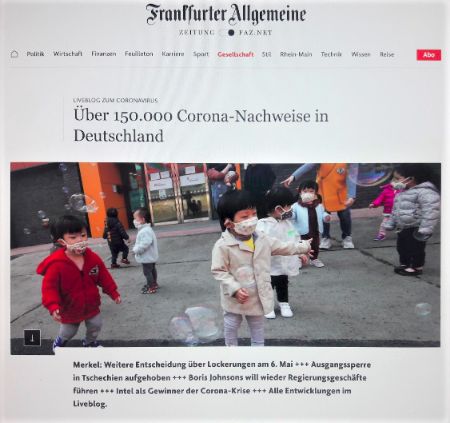 Frankfurter Allgemeine
ZEITUNG FAZ.NET
Politik Wirtschaft Finanzen Feuilleton Karriere Sport Gesellschaft Stil Rhein-Main Technik Wissen Reise Abo
LIVEBLOG ZUM CORONAVIRUS
Über 150.000 Corona-Nachweise in
Deutschland
Merkel: Weitere Entscheidung über Lockerungen am 6. Mai +++ Ausgangssperre
in Tschechien aufgehoben +++ Boris Johnson will wieder Regierungsgeschäfte
führen +++ Intel als Gewinner der Corona-Krise +++ Alle Entwicklungen im
Liveblog.